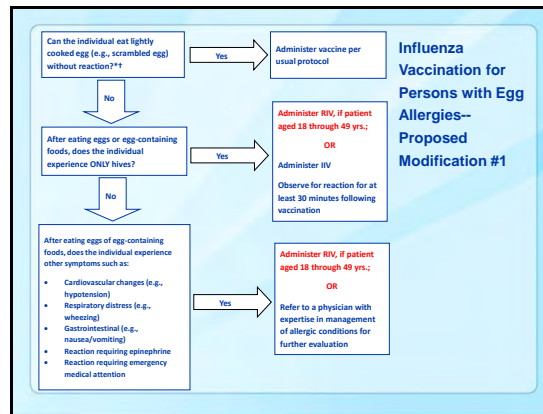 Can the individual eat lightly
cooked egg (e.g., scrambled egg)
without reaction?*†
Yes
Administer vaccine per
usual protocol
Influenza
Vaccination for
Persons with Egg
Allergies--
Proposed
Modification #1
No
After eating eggs or egg-containing
foods, does the individual
experience ONLY hives?
Yes
Administer RIV, if patient
aged 18 through 49 yrs.;
OR
Administer IIV
Observe for reaction for at
least 30 minutes following
vaccination
No
After eating eggs of egg-containing
foods, does the individual experience
other symptoms such as:
• Cardiovascular changes (e.g.,
hypotension)
• Respiratory distress (e.g.,
wheezing)
• Gastrointestinal (e.g.,
nausea/vomiting)
• Reaction requiring epinephrine
• Reaction requiring emergency
medical attention
Yes
Administer RIV, if patient
aged 18 through 49 yrs.;
OR
Refer to a physician with
expertise in management
of allergic conditions for
further evaluation